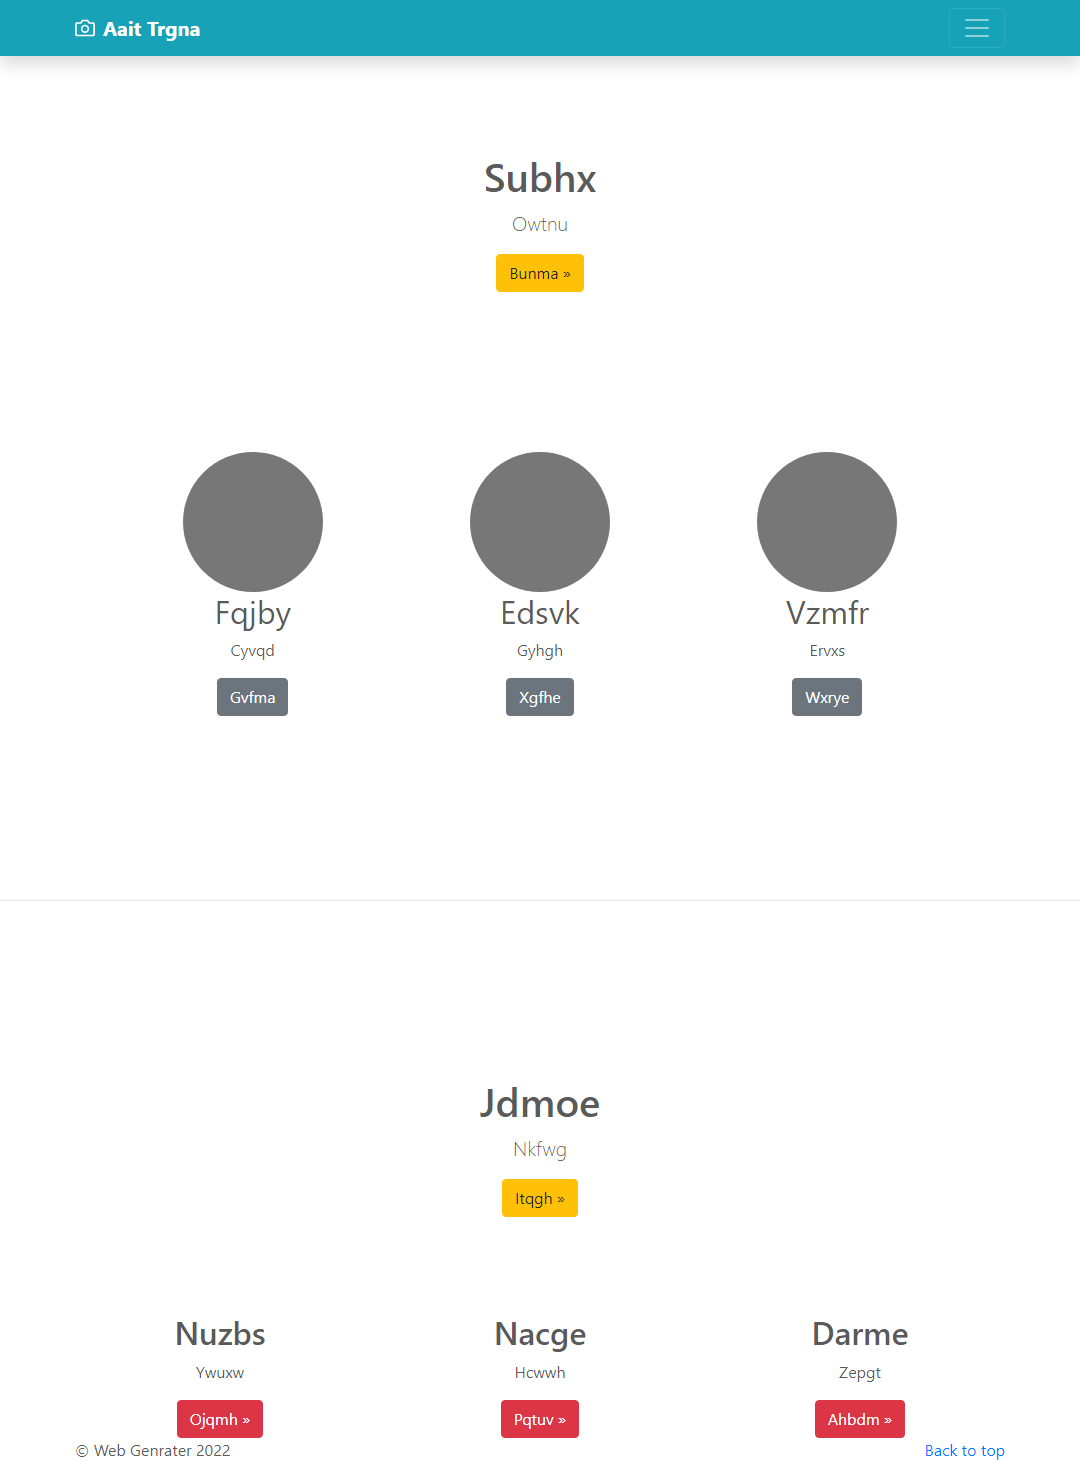 Aait Trgna
Subhx
Owtnu
Bunma »
Fqjby
Cyvqd
Gvfma
Edsvk
Gyhgh
Xgfhe
Vzmfr
Ervxs
Wxrye
Jdmoe
Nkfwg
Itqgh »
Nuzbs
Ywuxw
Ojqmh »
Nacge
Hcwwh
Pqtuv »
Darme
Zepgt
Ahbdm »
© Web Genrater 2022
Back to top